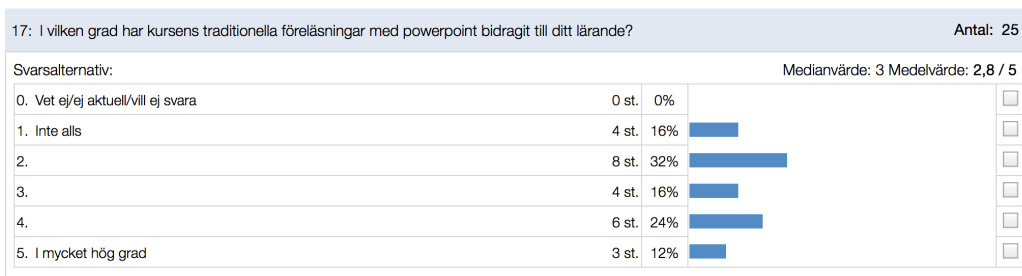 17: I vilken grad har kursens traditionella föreläsningar med powerpoint bidragit till ditt lärande? Antal: 25
Svarsalternativ: Medianvärde: 3 Medelvärde: 2,8 / 5
0. Vet ej/ej aktuell/vill ej svara 0 st. 0%
1. Inte alls 4 st. 16%
2. 8 st. 32%
3. 4 st. 16%
4. 6 st. 24%
5. I mycket hög grad 3 st. 12%